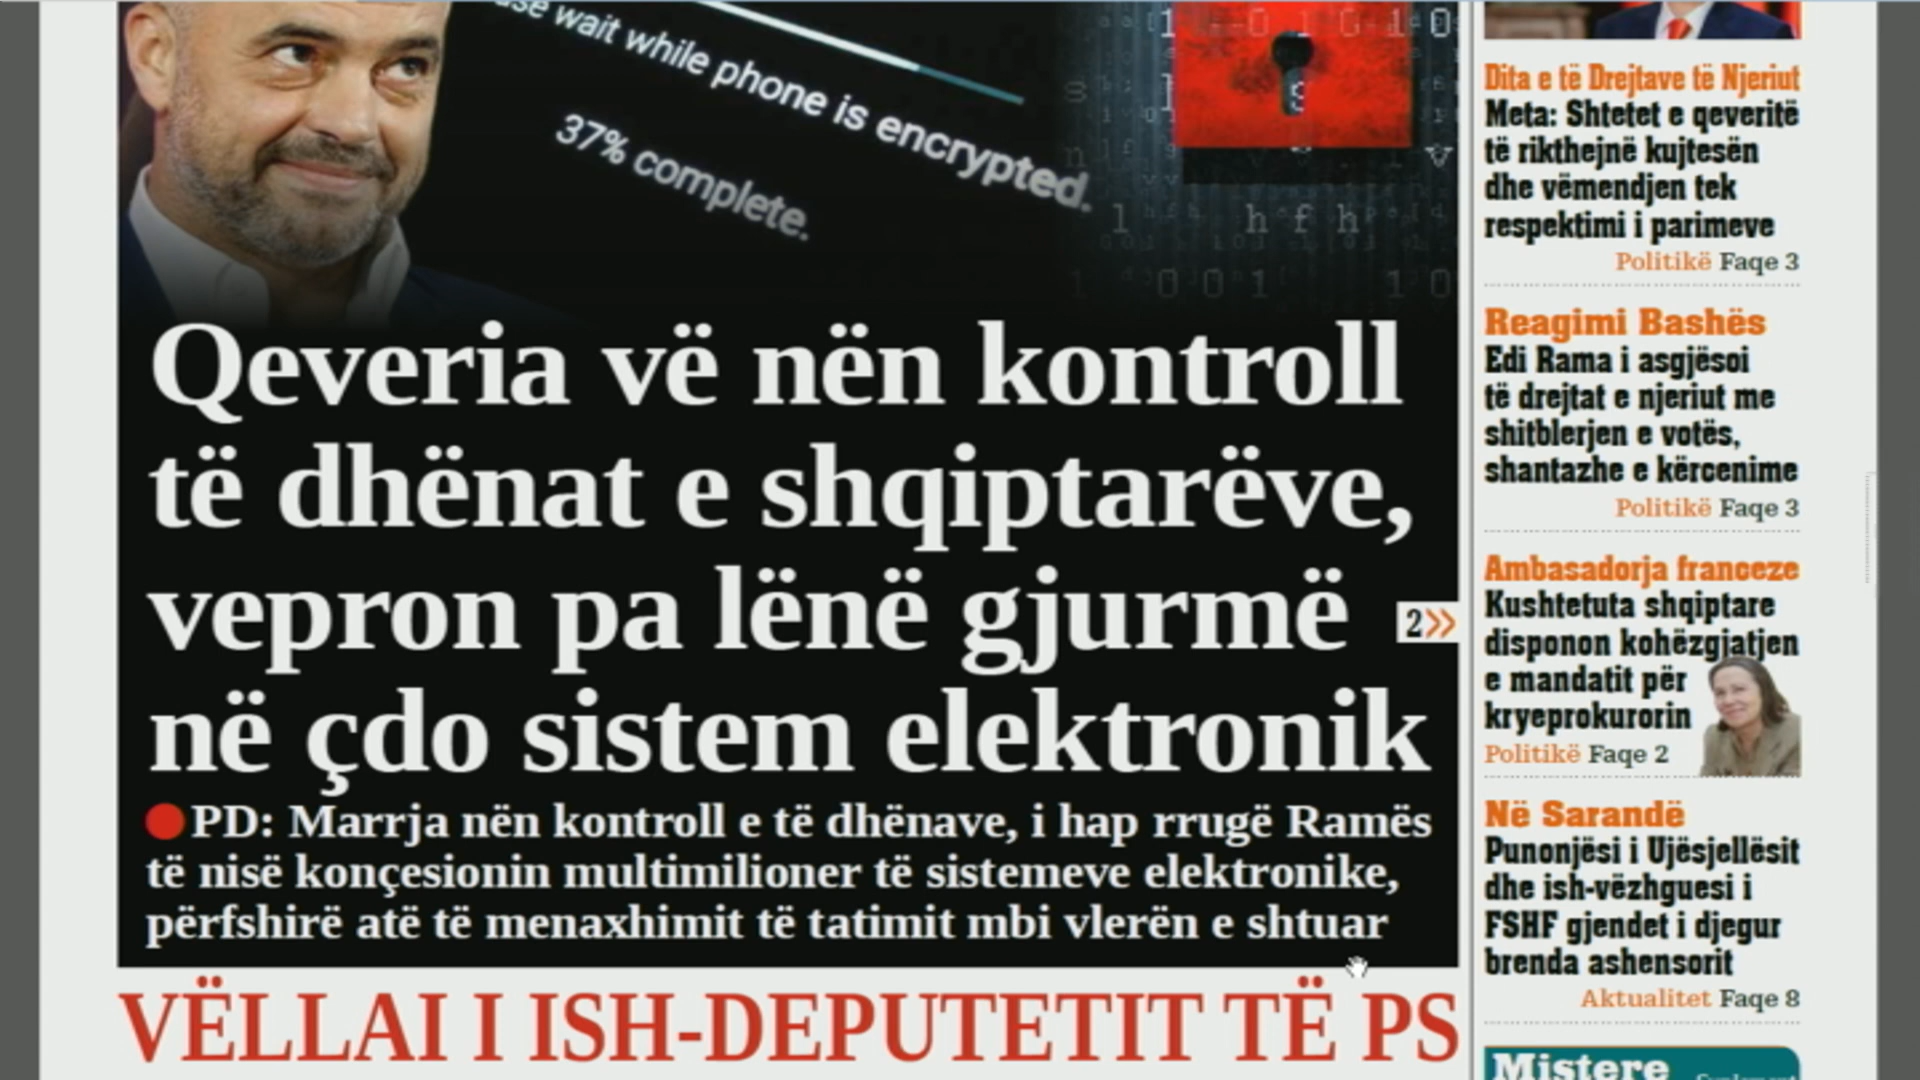 wait while phone is encrypted.
37% complete.
Qeveria vë nën kontroll
të dhënat e shqiptarëve,
vepron pa lënë gjurmë
në çdo sistem elektronik
2»
PD: Marrja nën kontroll e të dhënave, i hap rrugë Ramës
të nisë konçesionin multimilioner të sistemeve elektronike,
përfshirë atë të menaxhimit të tatimit mbi vlerën e shtuar
VËLLAI I ISH-DEPUTETIT TË PS
Dita e të Drejtave të Njeriut
Meta: Shtetet e qeveritë
të rikthejnë kujtesën
dhe vëmendjen tek
respektimi i parimeve
Politikë Faqe 3
Reagimi Bashës
Edi Rama i asgjësoi
të drejtat e njeriut me
shitblerjen e votës,
shantazhe e kërcenime
Politikë Faqe 3
Ambasadorja franceze
Kushtetuta shqiptare
disponon kohëzgjatjen
e mandatit për
kryeprokurorin
Politikë Faqe 2
Në Sarandë
Punonjësi i Ujësjellësit
dhe ish-vëzhguesi i
FSHF gjendet i djegur
brenda ashensorit
Aktualitet Faqe 8
Mistere